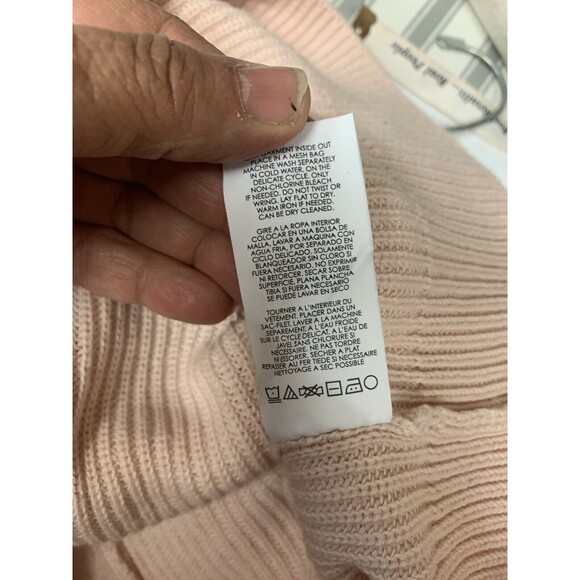 GARMENT INSIDE OUT
PLACE IN A MESH BAG
MACHINE WASH SEPARATELY
IN COLD WATER, ON THE
DELICATE CYCLE. ONLY
NON-CHLORINE BLEACH
IF NEEDED. DO NOT TWIST OR
WRING. LAY FLAT TO DRY.
WARM IRON IF NEEDED.
CAN BE DRY CLEANED.
GIRE A LA ROPA INTERIOR
COLOCAR EN UNA BOLSA DE
MALLA. LAVAR A MAQUINA CON
AGUA FRIA, POR SEPARADO EN
CICLO DELICADO. SOLAMENTE
BLANQUEADOR SIN CLORO SI
FUERA NECESARIO. NO EXPRIMIR
NI RETORCER. SECAR SOBRE
SUPERFICIE. PLANA PLANCHA
TIBIA SI FUERA NECESARIO
SE PUEDE LAVAR EN SECO
TOURNER A L'INTERIEUR DU
VETEMENT. PLACER DANS UN
SAC-FILET. LAVER A LA MACHINE
SEPAREMENT. A L'EAU FROIDE
SUR LE CYCLE DELICAT. A L'EAU DE
JAVEL SANS CHLORURE SI
NECESSAIRE. NE PAS TORDRE
NI ESSORER. SECHER A PLAT
REPASSER AU FER TIEDE SI NECESSAIRE
NETTOYAGE A SEC POSSIBLE
Real People